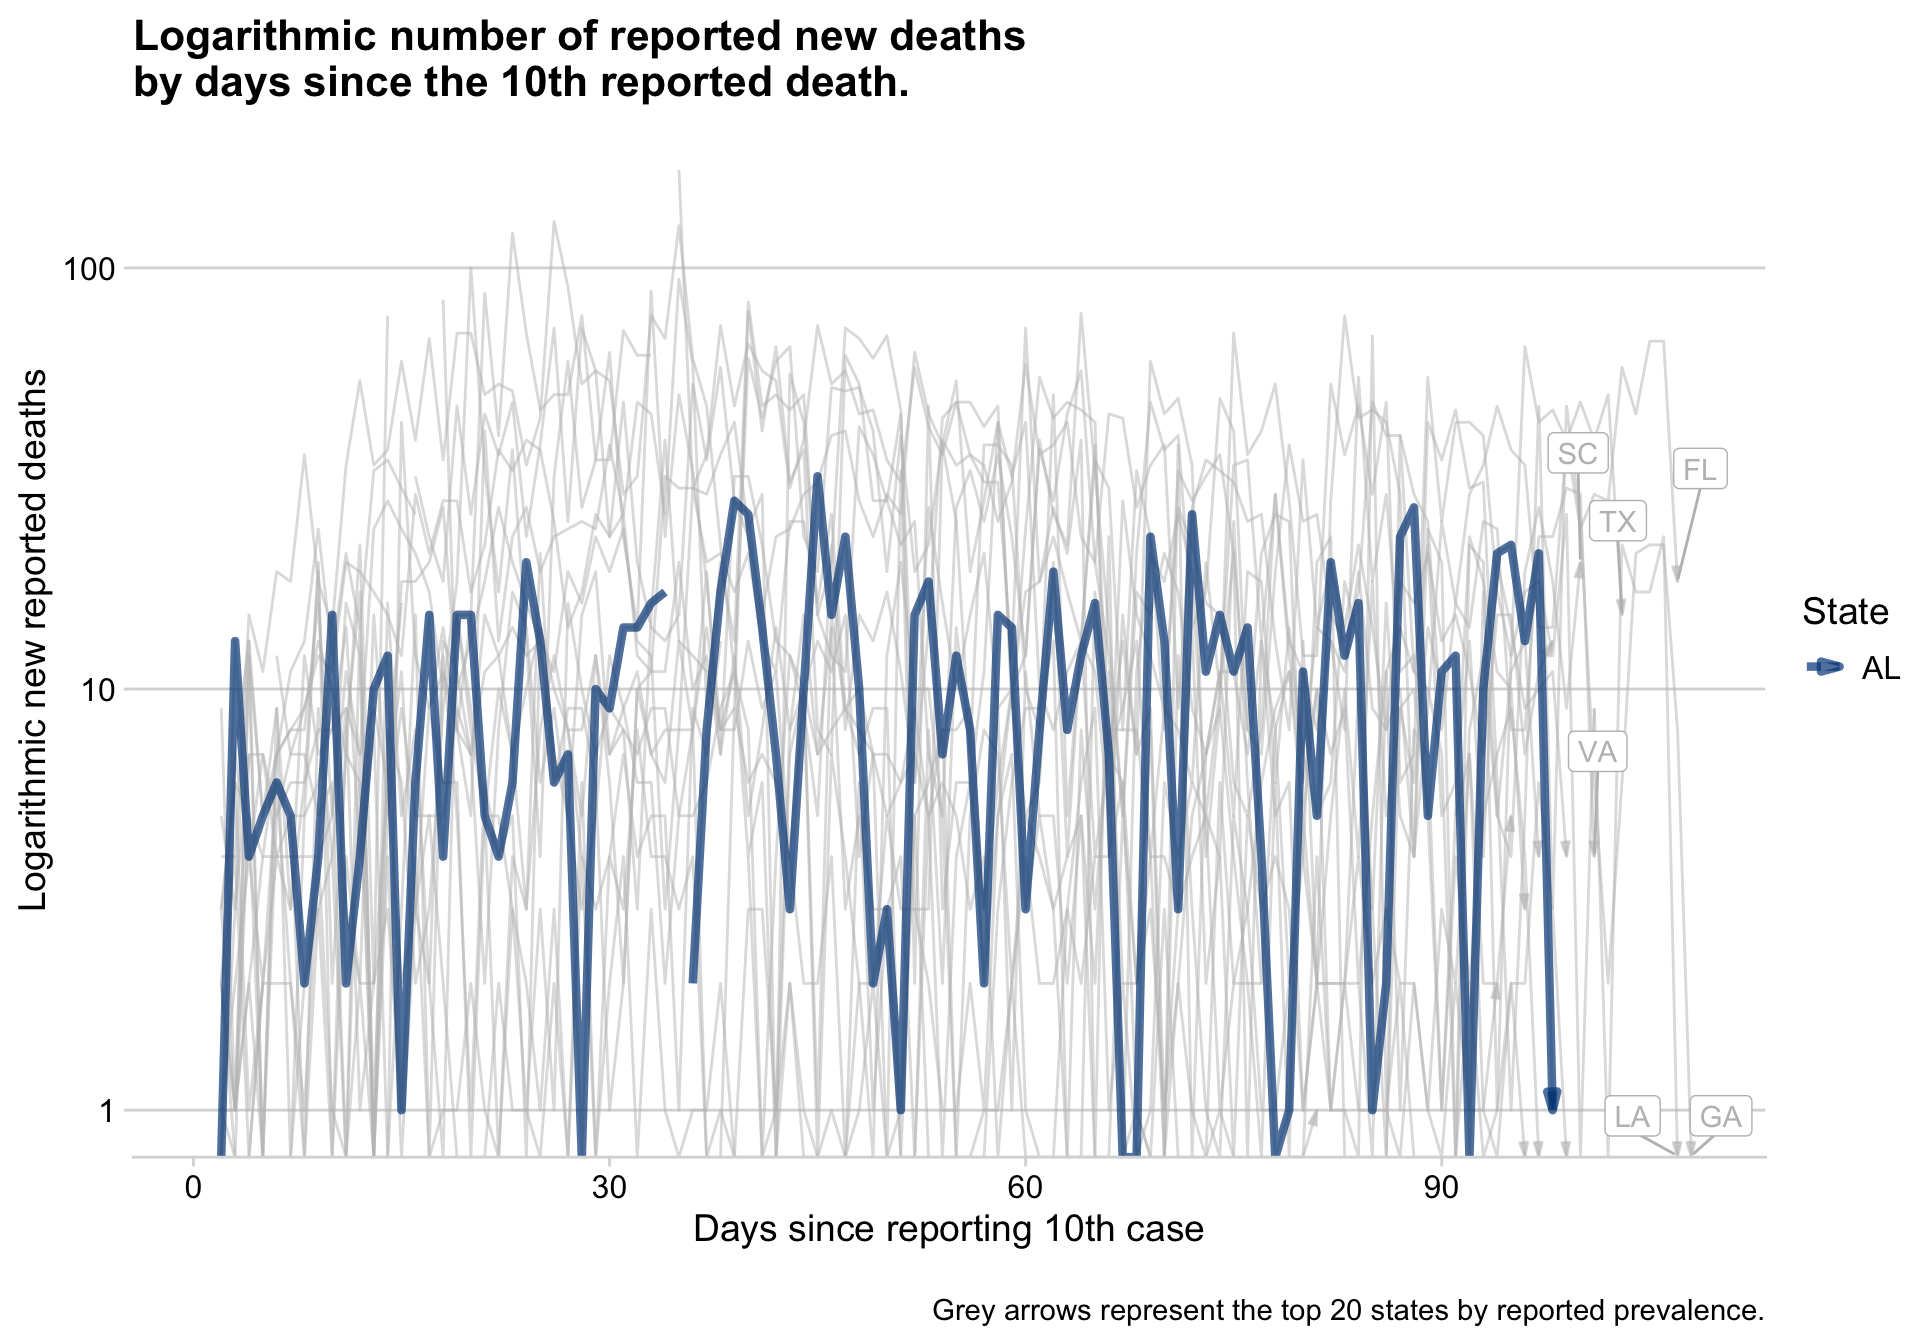 Logarithmic number of reported new deaths
by days since the 10th reported death.
Logarithmic new reported deaths
100
10
1
SC
FL
TX
VA
LA
GA
State
AL
0
30
60
90
Days since reporting 10th case
Grey arrows represent the top 20 states by reported prevalence.